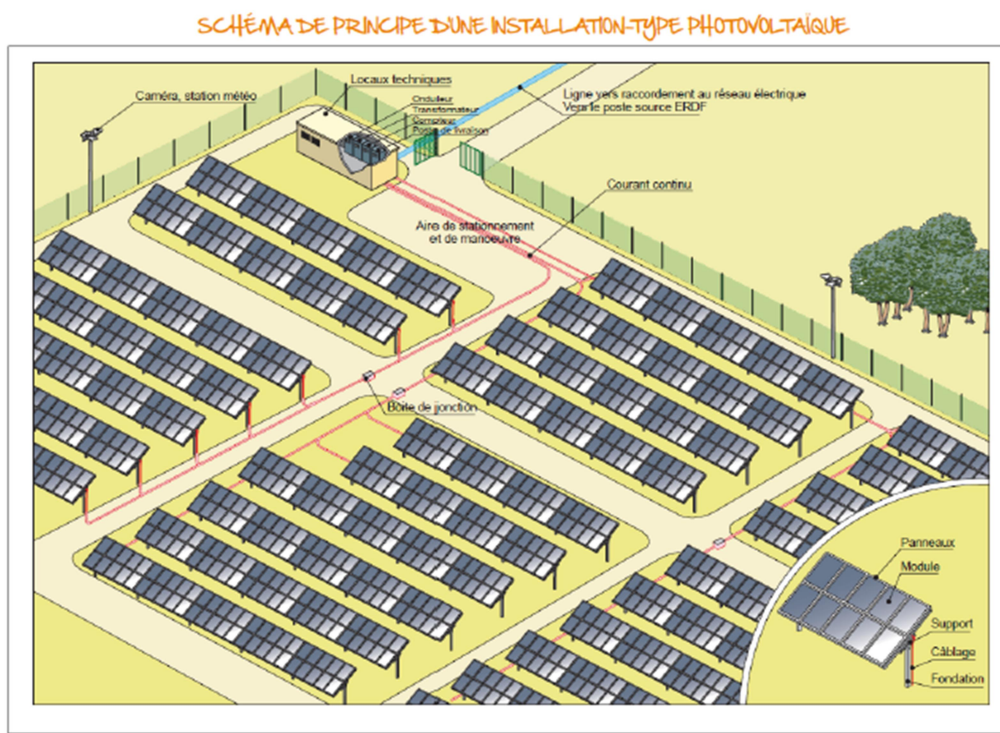 SCHÉMA DE PRINCIPE D'UNE INSTALLATION-TYPE PHOTOVOLTAÏQUE
Locaux techniques
Caméra, station météo
Onduleur
Transformateur
Compteur
Poste de livraison
Ligne vers raccordement au réseau électrique
Vers le poste source ERDF
Courant continu
Aire de stationnement
et de manoeuvre
Boite de jonction
Panneaux
Module
Support
Câblage
Fondation